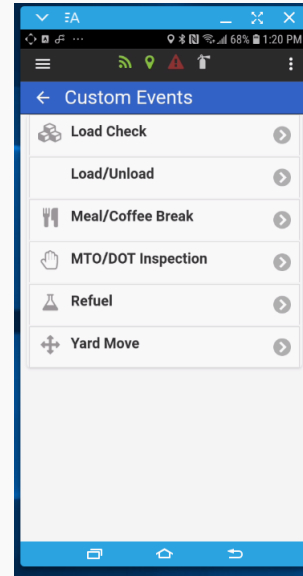 68% 1:20 PM
Custom Events
Load Check
Load/Unload
Meal/Coffee Break
MTO/DOT Inspection
Refuel
Yard Move